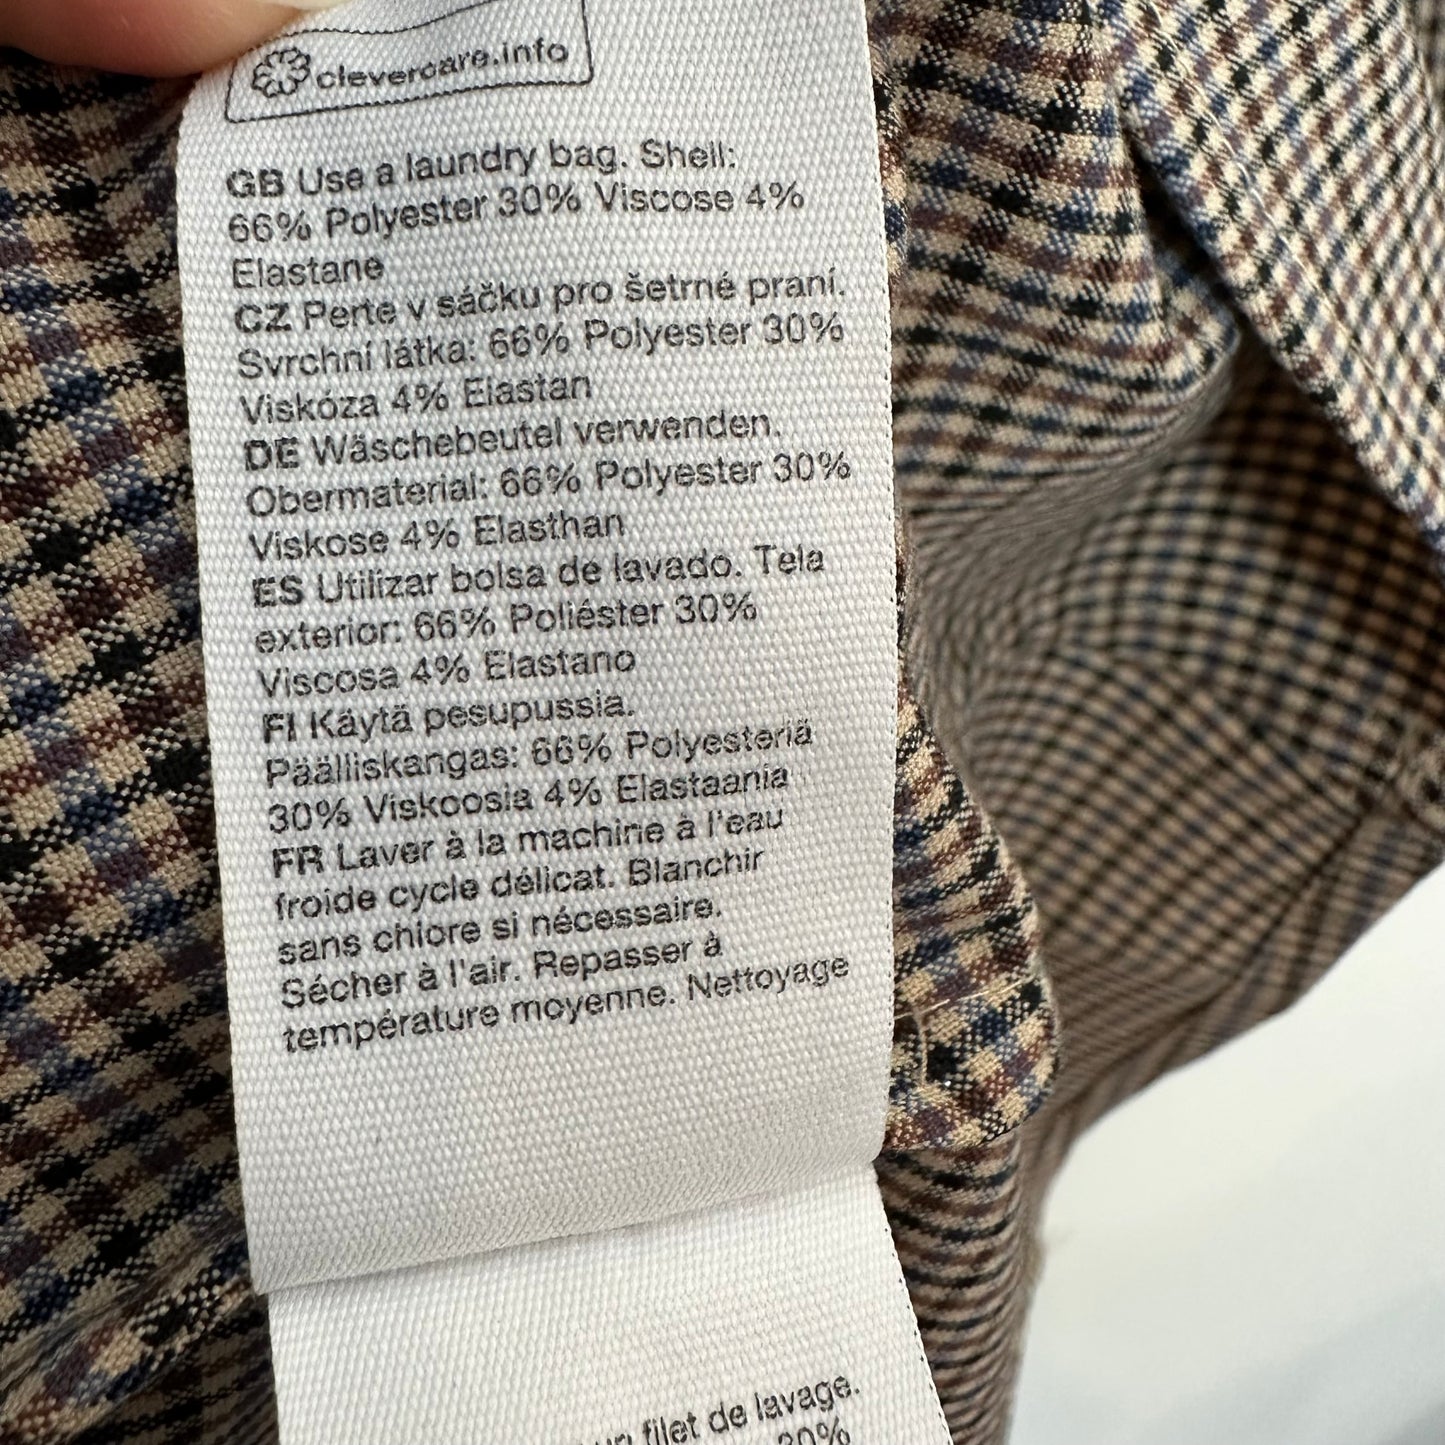 clevercare.info
GB Use a laundry bag. Shell:
66% Polyester 30% Viscose 4%
Elastane
CZ Perte v sáčku pro šetrné praní.
Svrchní látka: 66% Polyester 30%
Viskóza 4% Elastan
DE Wäschebeutel verwenden.
Obermaterial: 66% Polyester 30%
Viskose 4% Elasthan
ES Utilizar bolsa de lavado. Tela
exterior: 66% Poliéster 30%
Viscosa 4% Elastano
FI Käytä pesupussia.
Päälliskangas: 66% Polyesteriä
30% Viskoosia 4% Elastaania
FR Laver à la machine à l'eau
froide cycle délicat. Blanchir
sans chlore si nécessaire.
Sécher à l'air. Repasser à
température moyenne. Nettoyage
un filet de lavage.
30%